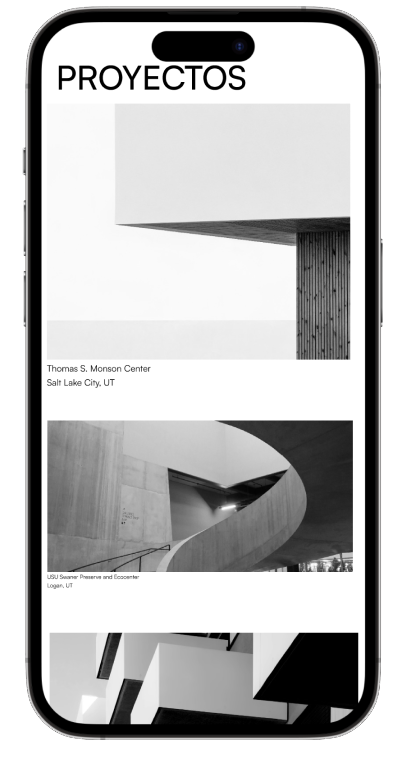 PROYECTOS
Thomas S. Monson Center
Salt Lake City, UT
USU Swaner Preserve and Ecocenter
Logan, UT